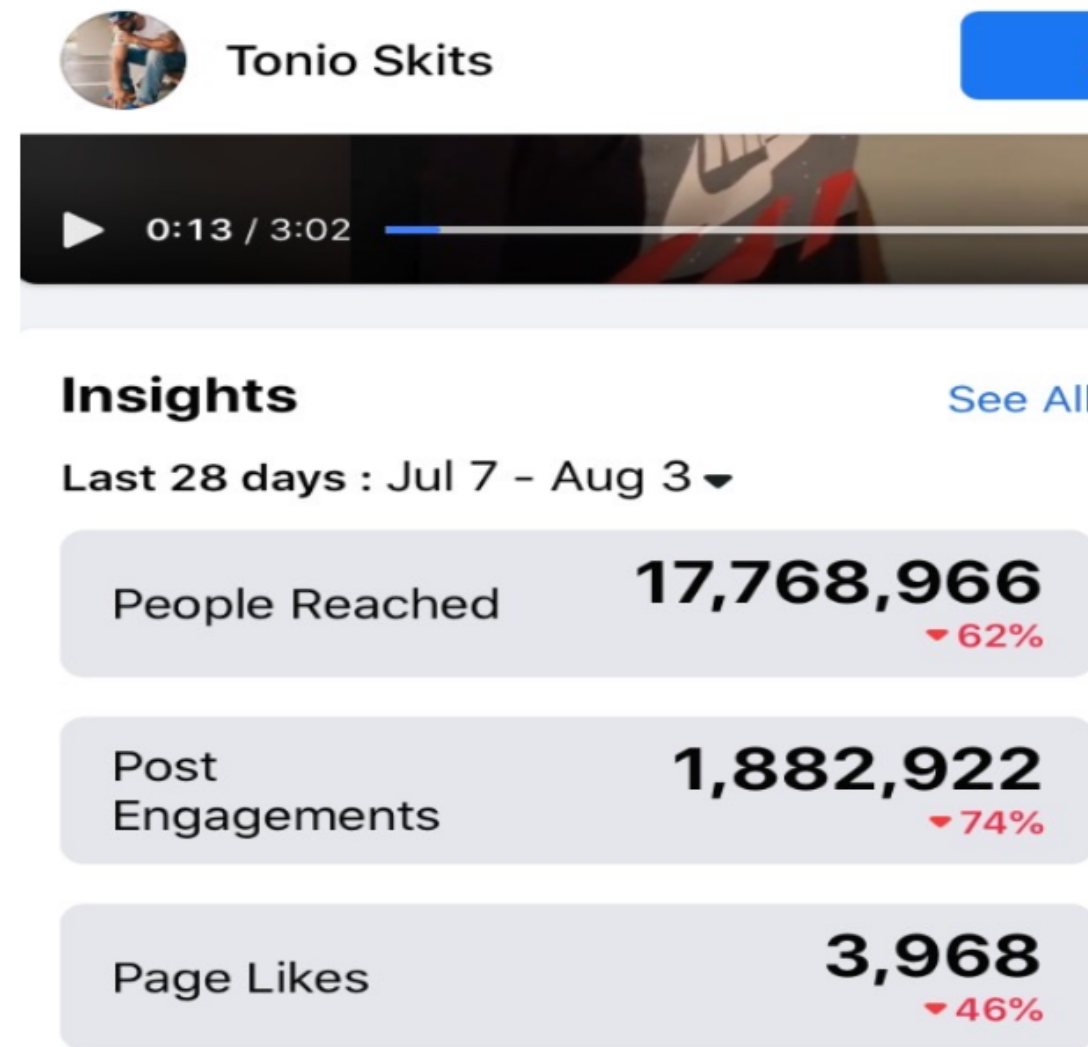 Tonio Skits
0:13 / 3:02
Insights
See All
Last 28 days : Jul 7 - Aug 3
People Reached
17,768,966
62%
Post
Engagements
1,882,922
74%
Page Likes
3,968
46%